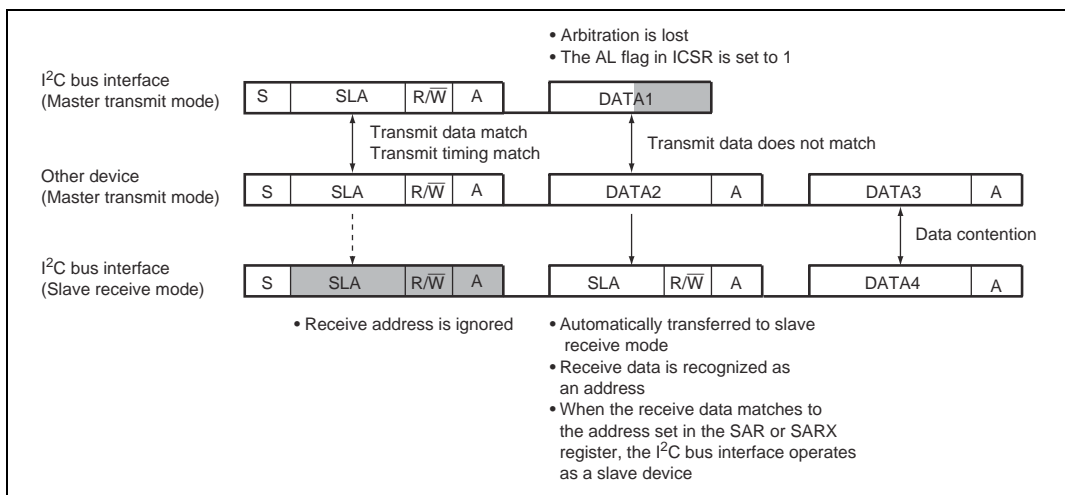 • Arbitration is lost
• The AL flag in ICSR is set to 1
I²C bus interface
(Master transmit mode)
S SLA R/W̅ A DATA1
Transmit data match
Transmit timing match
Transmit data does not match
Other device
(Master transmit mode)
S SLA R/W̅ A DATA2 A DATA3 A
Data contention
I²C bus interface
(Slave receive mode)
S SLA R/W̅ A SLA R/W̅ A DATA4 A
• Receive address is ignored
• Automatically transferred to slave
receive mode
• Receive data is recognized as
an address
• When the receive data matches to
the address set in the SAR or SARX
register, the I²C bus interface operates
as a slave device